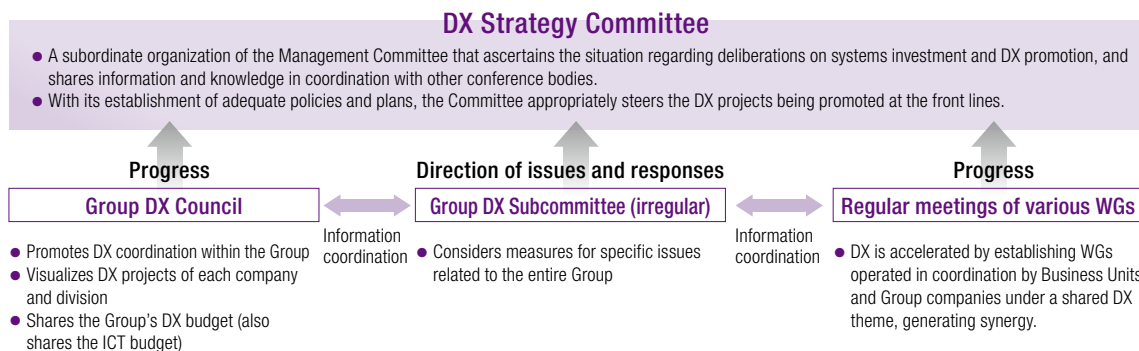 DX Strategy Committee
● A subordinate organization of the Management Committee that ascertains the situation regarding deliberations on systems investment and DX promotion, and
shares information and knowledge in coordination with other conference bodies.
● With its establishment of adequate policies and plans, the Committee appropriately steers the DX projects being promoted at the front lines.
Progress
Direction of issues and responses
Progress
Group DX Council
Group DX Subcommittee (irregular)
Regular meetings of various WGs
Information
coordination
Information
coordination
● Promotes DX coordination within the Group
● Visualizes DX projects of each company
and division
● Shares the Group's DX budget (also
shares the ICT budget)
● Considers measures for specific issues
related to the entire Group
● DX is accelerated by establishing WGs
operated in coordination by Business Units
and Group companies under a shared DX
theme, generating synergy.